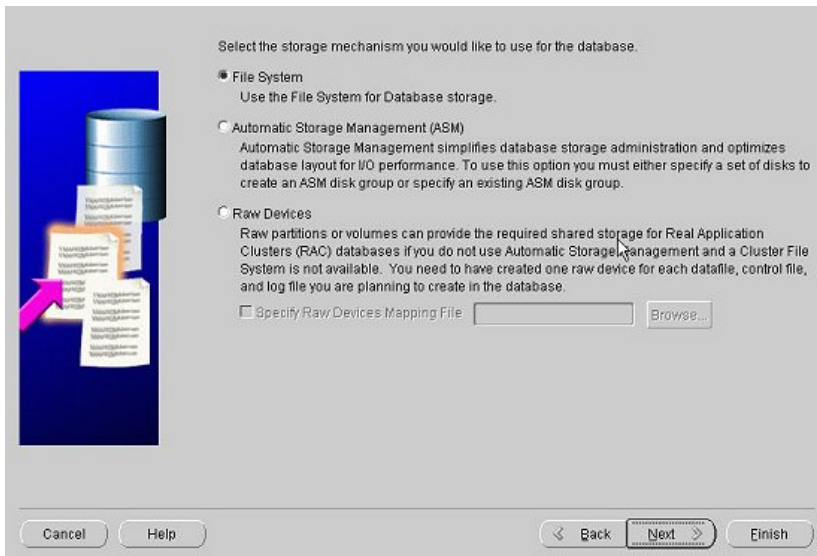 Select the storage mechanism you would like to use for the database.
File System
Use the File System for Database storage.
Automatic Storage Management (ASM)
Automatic Storage Management simplifies database storage administration and optimizes
database layout for I/O performance. To use this option you must either specify a set of disks to
create an ASM disk group or specify an existing ASM disk group.
Raw Devices
Raw partitions or volumes can provide the required shared storage for Real Application
Clusters (RAC) databases if you do not use Automatic Storage Management and a Cluster File
System is not available. You need to have created one raw device for each datafile, control file,
and log file you are planning to create in the database.
Specify Raw Devices Mapping File
Browse...
Cancel
Help
Back
Next
Finish